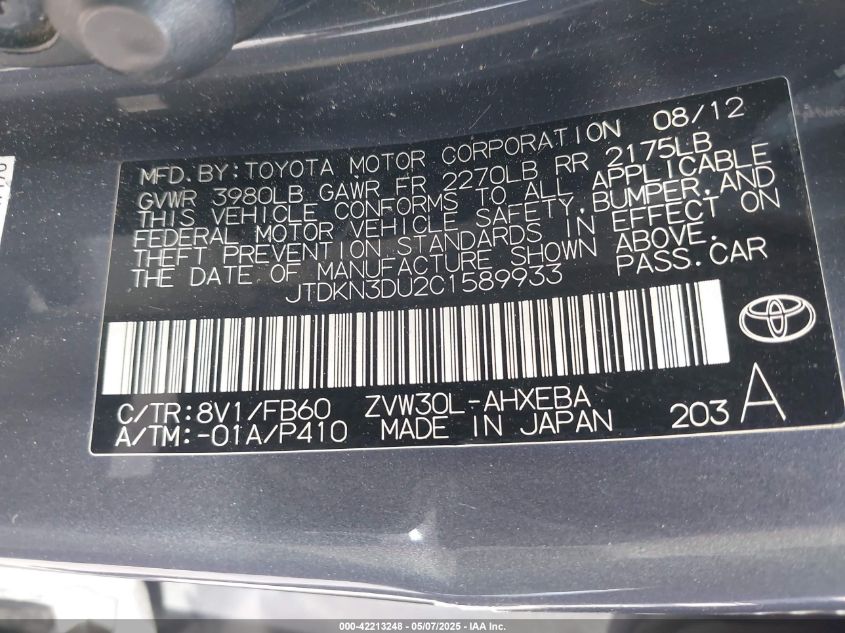 MFD. BY: TOYOTA MOTOR CORPORATION 08/12
GVWR 3980LB GAWR FR 2270LB RR 2175LB
THIS VEHICLE CONFORMS TO ALL APPLICABLE
FEDERAL MOTOR VEHICLE SAFETY, BUMPER, AND
THEFT PREVENTION STANDARDS IN EFFECT ON
THE DATE OF MANUFACTURE SHOWN ABOVE.
JTDKN3DU2C1589933 PASS. CAR
C/TR: 8V1/FB60 ZVW30L-AHXEBA
A/TM: -01A/P410 MADE IN JAPAN 203 A
000-42213248 - 05/07/2025 - IAA Inc.